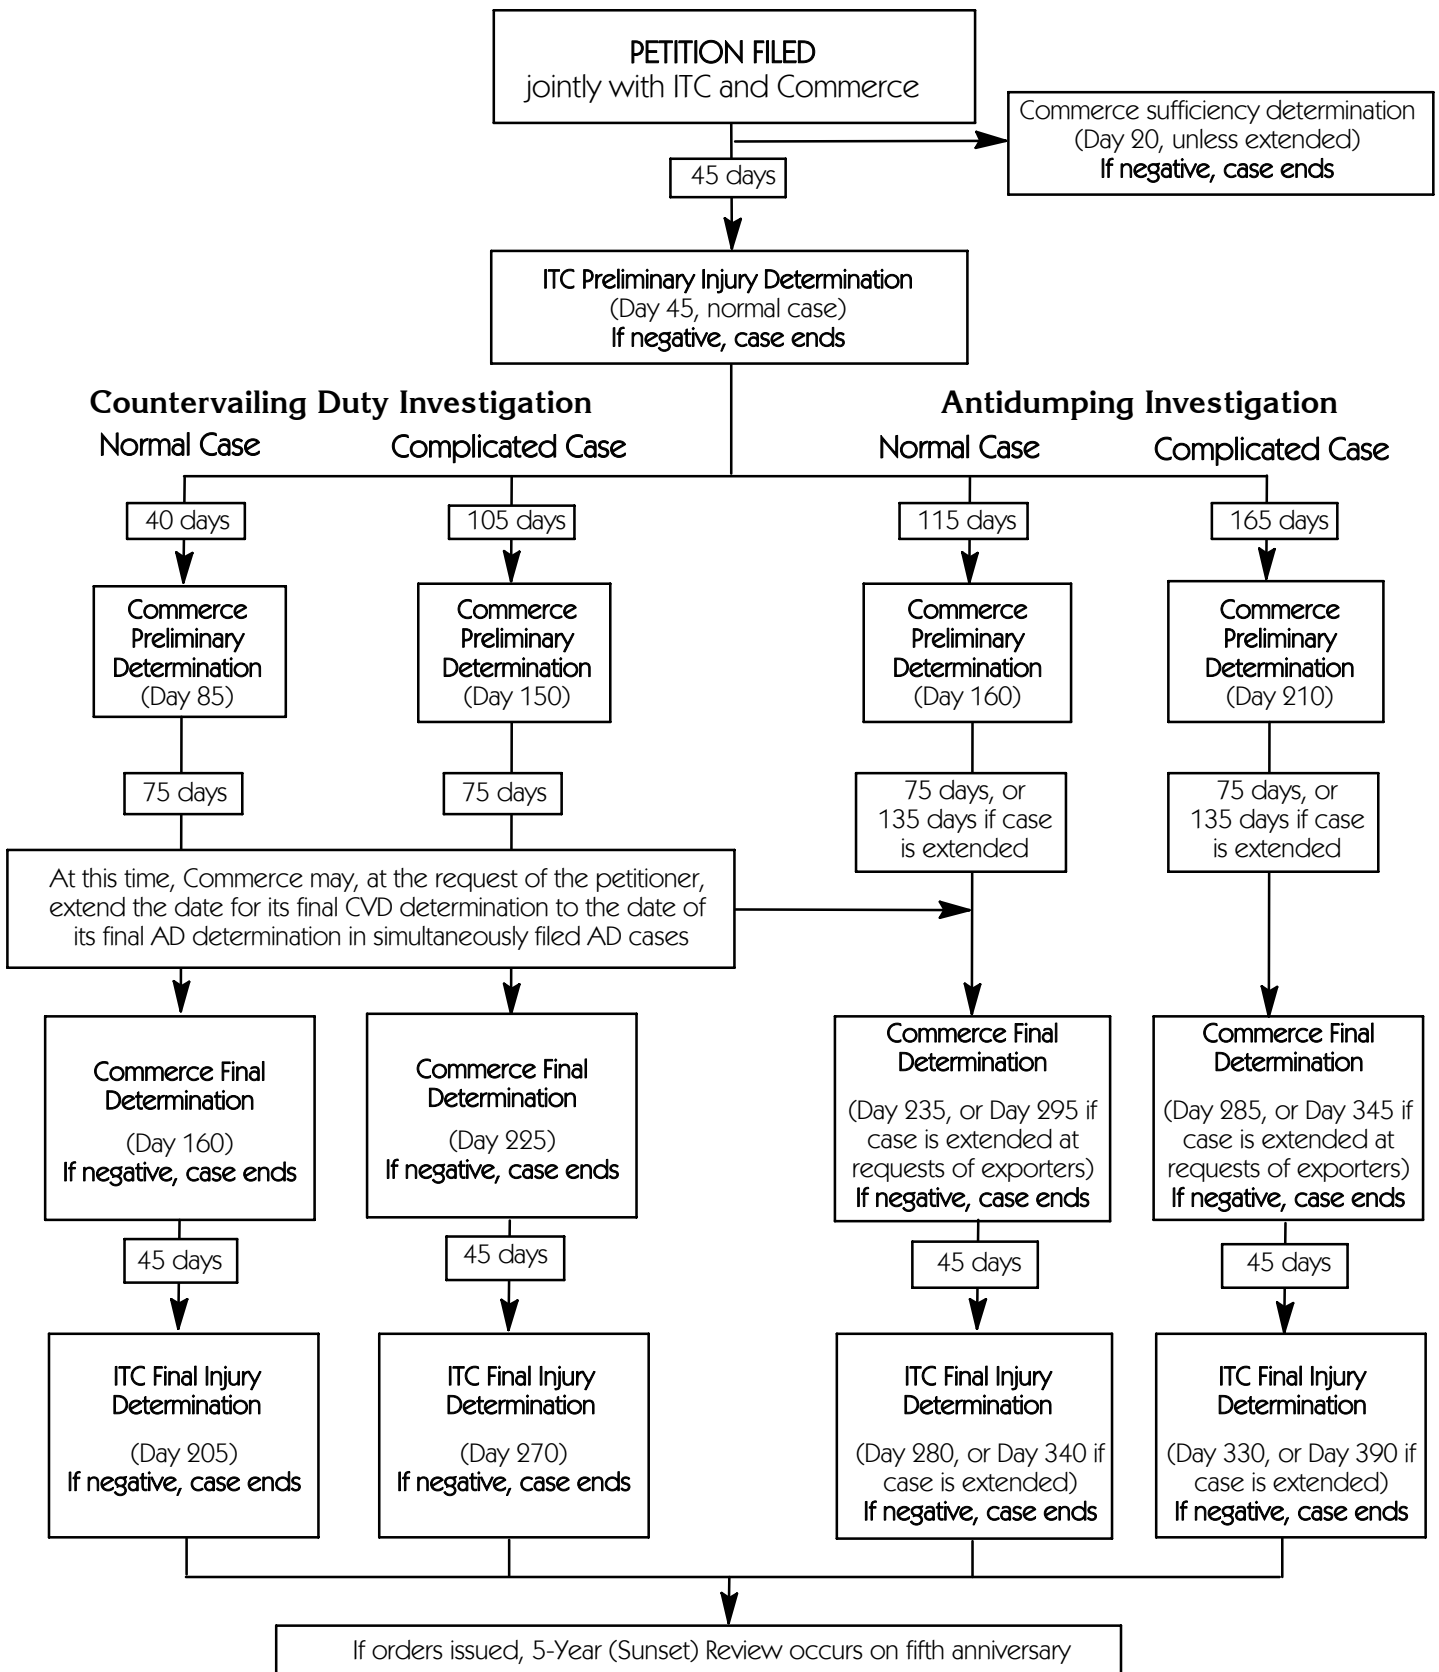 PETITION FILED
jointly with ITC and Commerce
Commerce sufficiency determination
(Day 20, unless extended)
If negative, case ends
45 days
ITC Preliminary Injury Determination
(Day 45, normal case)
If negative, case ends
Countervailing Duty Investigation
Normal Case
Complicated Case
Antidumping Investigation
Normal Case
Complicated Case
40 days
105 days
115 days
165 days
Commerce
Preliminary
Determination
(Day 85)
Commerce
Preliminary
Determination
(Day 150)
Commerce
Preliminary
Determination
(Day 160)
Commerce
Preliminary
Determination
(Day 210)
75 days
75 days
75 days, or
135 days if case
is extended
75 days, or
135 days if case
is extended
At this time, Commerce may, at the request of the petitioner,
extend the date for its final CVD determination to the date of
its final AD determination in simultaneously filed AD cases
Commerce Final
Determination
(Day 160)
If negative, case ends
Commerce Final
Determination
(Day 225)
If negative, case ends
Commerce Final
Determination
(Day 235, or Day 295 if
case is extended at
requests of exporters)
If negative, case ends
Commerce Final
Determination
(Day 285, or Day 345 if
case is extended at
requests of exporters)
If negative, case ends
45 days
45 days
45 days
45 days
ITC Final Injury
Determination
(Day 205)
If negative, case ends
ITC Final Injury
Determination
(Day 270)
If negative, case ends
ITC Final Injury
Determination
(Day 280, or Day 340 if
case is extended)
If negative, case ends
ITC Final Injury
Determination
(Day 330, or Day 390 if
case is extended)
If negative, case ends
If orders issued, 5-Year (Sunset) Review occurs on fifth anniversary